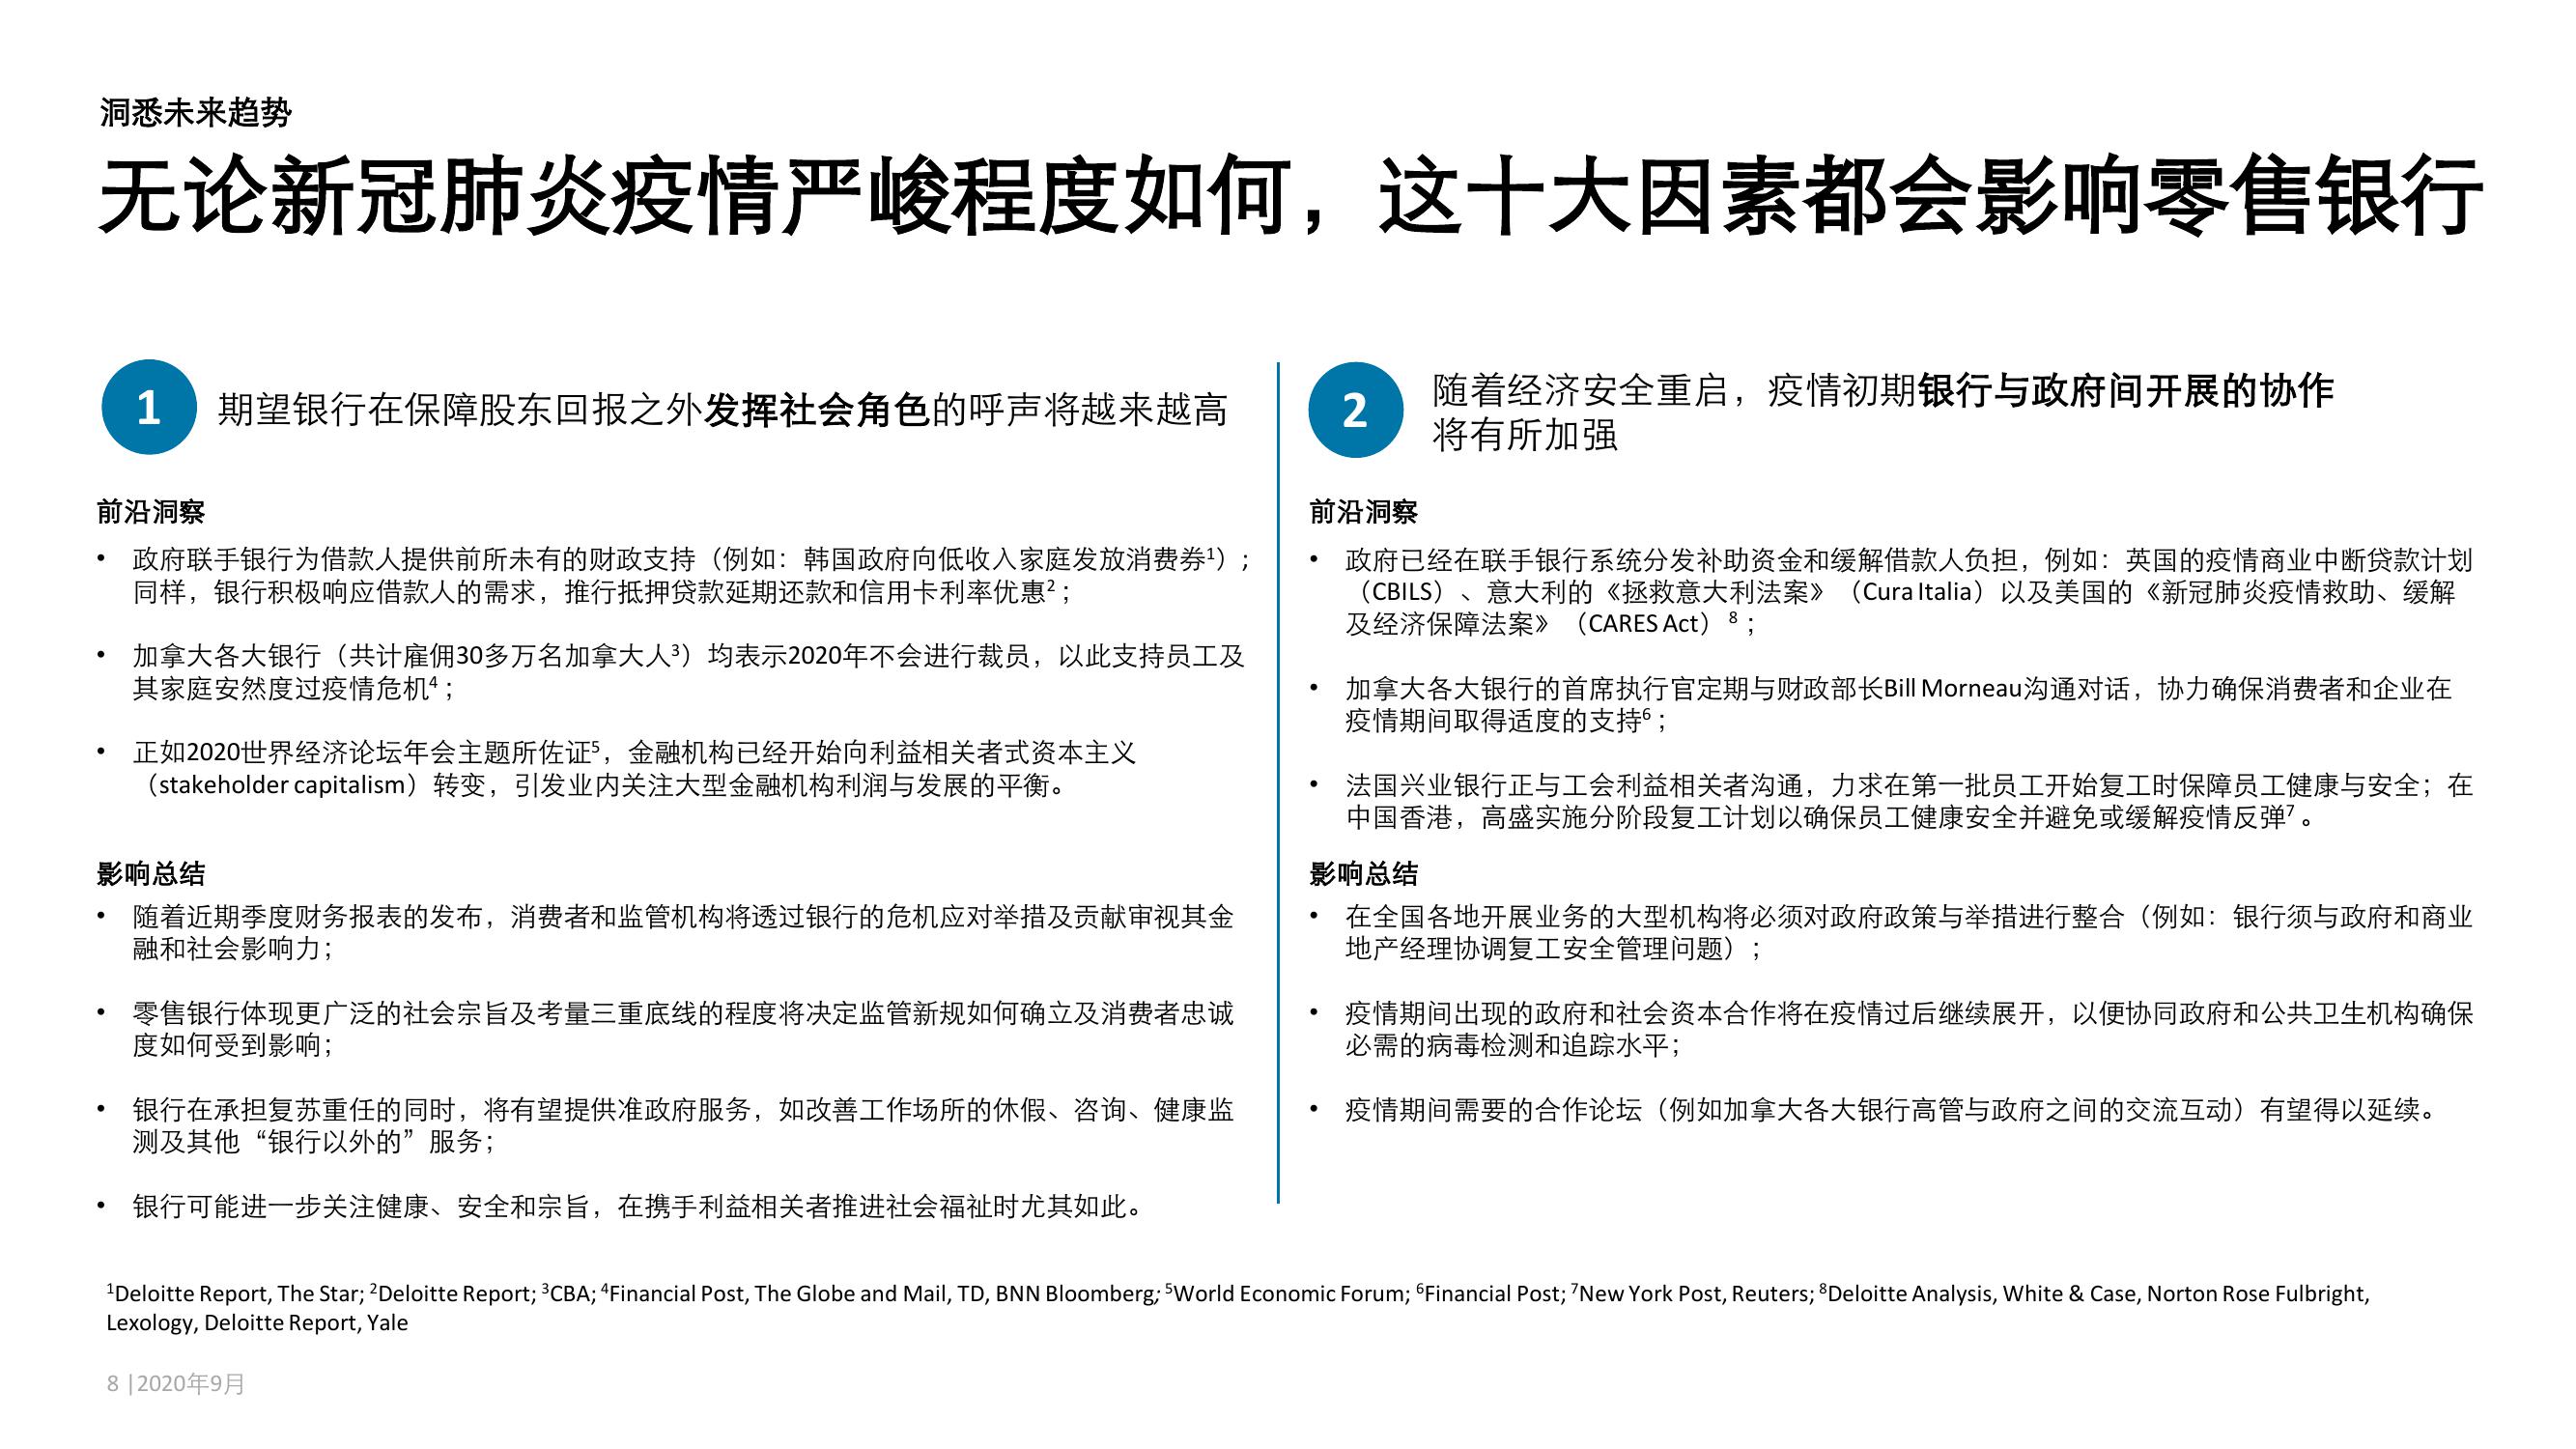 洞悉未来趋势
无论新冠肺炎疫情严峻程度如何，这十大因素都会影响零售银行
1
期望银行在保障股东回报之外发挥社会角色的呼声将越来越高
前沿洞察
• 政府联手银行为借款人提供前所未有的财政支持（例如：韩国政府向低收入家庭发放消费券¹）；
同样，银行积极响应借款人的需求，推行抵押贷款延期还款和信用卡利率优惠²；
• 加拿大各大银行（共计雇佣30多万名加拿大人³）均表示2020年不会进行裁员，以此支持员工及
其家庭安然度过疫情危机⁴；
• 正如2020世界经济论坛年会主题所佐证⁵，金融机构已经开始向利益相关者式资本主义
（stakeholder capitalism）转变，引发业内关注大型金融机构利润与发展的平衡。
影响总结
• 随着近期季度财务报表的发布，消费者和监管机构将透过银行的危机应对举措及贡献审视其金
融和社会影响力；
• 零售银行体现更广泛的社会宗旨及考量三重底线的程度将决定监管新规如何确立及消费者忠诚
度如何受到影响；
• 银行在承担复苏重任的同时，将有望提供准政府服务，如改善工作场所的休假、咨询、健康监
测及其他“银行以外的”服务；
• 银行可能进一步关注健康、安全和宗旨，在携手利益相关者推进社会福祉时尤其如此。
2
随着经济安全重启，疫情初期银行与政府间开展的协作
将有所加强
前沿洞察
• 政府已经在联手银行系统分发补助资金和缓解借款人负担，例如：英国的疫情商业中断贷款计划
（CBILS）、意大利的《拯救意大利法案》（Cura Italia）以及美国的《新冠肺炎疫情救助、缓解
及经济保障法案》（CARES Act）⁸；
• 加拿大各大银行的首席执行官定期与财政部长Bill Morneau沟通对话，协力确保消费者和企业在
疫情期间取得适度的支持⁶；
• 法国兴业银行正与工会利益相关者沟通，力求在第一批员工开始复工时保障员工健康与安全；在
中国香港，高盛实施分阶段复工计划以确保员工健康安全并避免或缓解疫情反弹⁷。
影响总结
• 在全国各地开展业务的大型机构将必须对政府政策与举措进行整合（例如：银行须与政府和商业
地产经理协调复工安全管理问题）；
• 疫情期间出现的政府和社会资本合作将在疫情过后继续展开，以便协同政府和公共卫生机构确保
必需的病毒检测和追踪水平；
• 疫情期间需要的合作论坛（例如加拿大各大银行高管与政府之间的交流互动）有望得以延续。
¹Deloitte Report, The Star; ²Deloitte Report; ³CBA; ⁴Financial Post, The Globe and Mail, TD, BNN Bloomberg; ⁵World Economic Forum; ⁶Financial Post; ⁷New York Post, Reuters; ⁸Deloitte Analysis, White & Case, Norton Rose Fulbright,
Lexology, Deloitte Report, Yale
8 |2020年9月